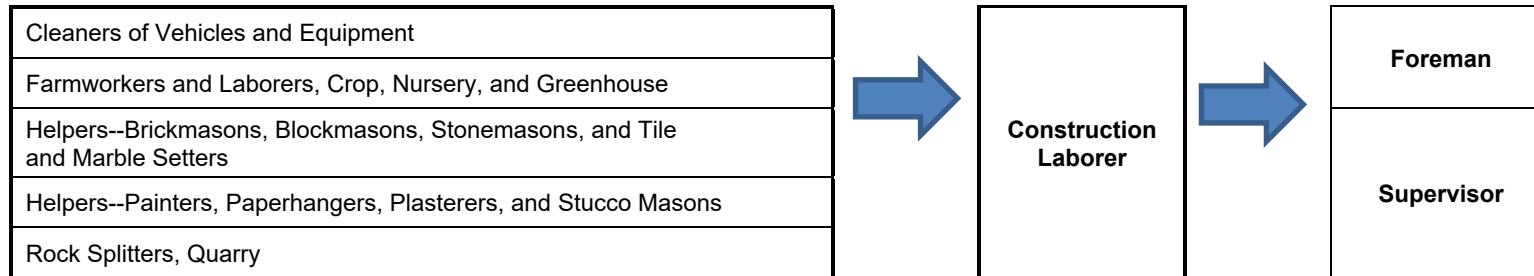 Cleaners of Vehicles and Equipment
Farmworkers and Laborers, Crop, Nursery, and Greenhouse
Helpers--Brickmasons, Blockmasons, Stonemasons, and Tile
and Marble Setters
Helpers--Painters, Paperhangers, Plasterers, and Stucco Masons
Rock Splitters, Quarry
Construction
Laborer
Foreman
Supervisor